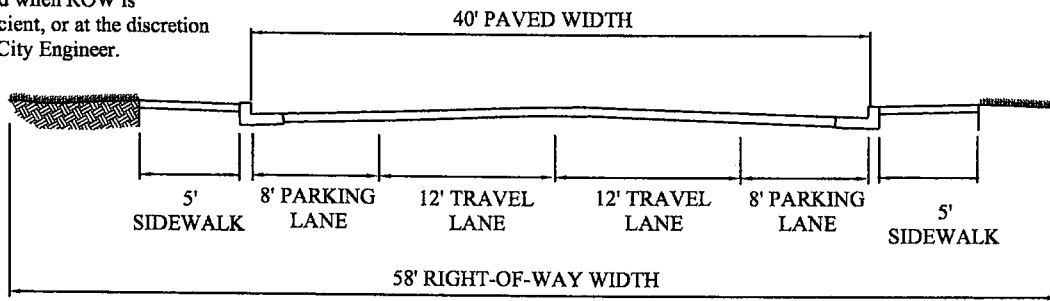 when ROW is
cient, or at the discretion
City Engineer.
40' PAVED WIDTH
5'
SIDEWALK
8' PARKING
LANE
12' TRAVEL
LANE
12' TRAVEL
LANE
8' PARKING
LANE
5'
SIDEWALK
58' RIGHT-OF-WAY WIDTH